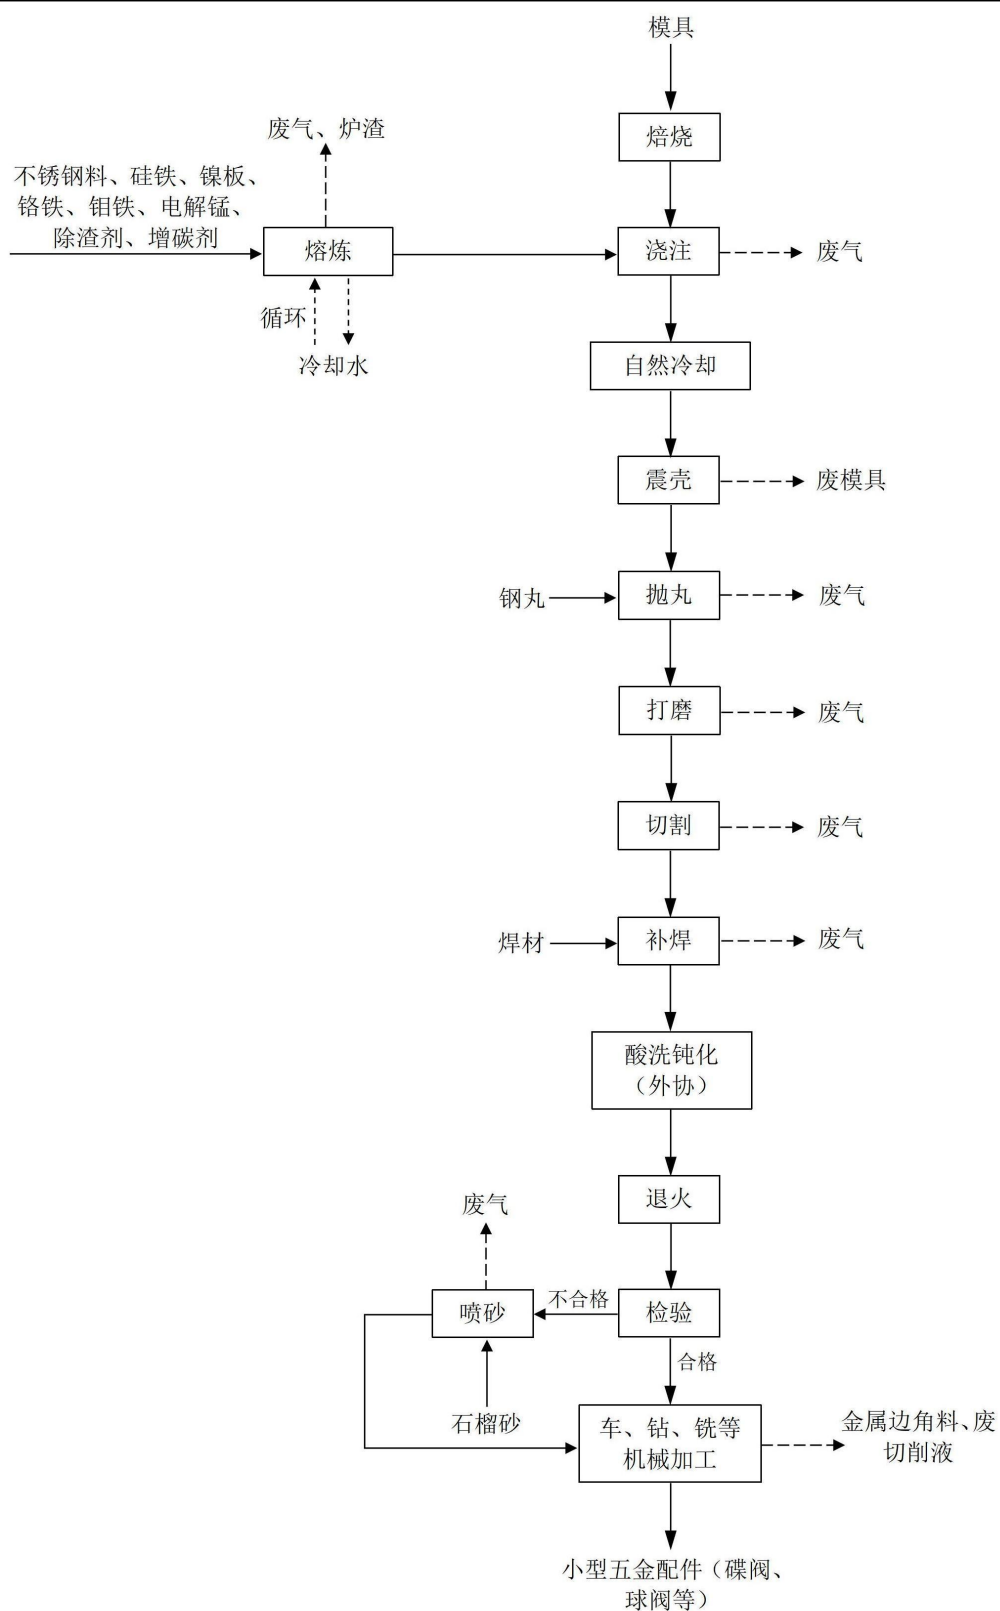 模具
焙烧
废气、炉渣
不锈钢料、硅铁、镍板、
铬铁、钼铁、电解锰、
除渣剂、增碳剂
熔炼
浇注
废气
循环
冷却水
自然冷却
震壳
废模具
钢丸
抛丸
废气
打磨
废气
切割
废气
焊材
补焊
废气
酸洗钝化
（外协）
退火
废气
喷砂
不合格
检验
合格
石榴砂
车、钻、铣等
机械加工
金属边角料、废
切削液
小型五金配件（碟阀、
球阀等）